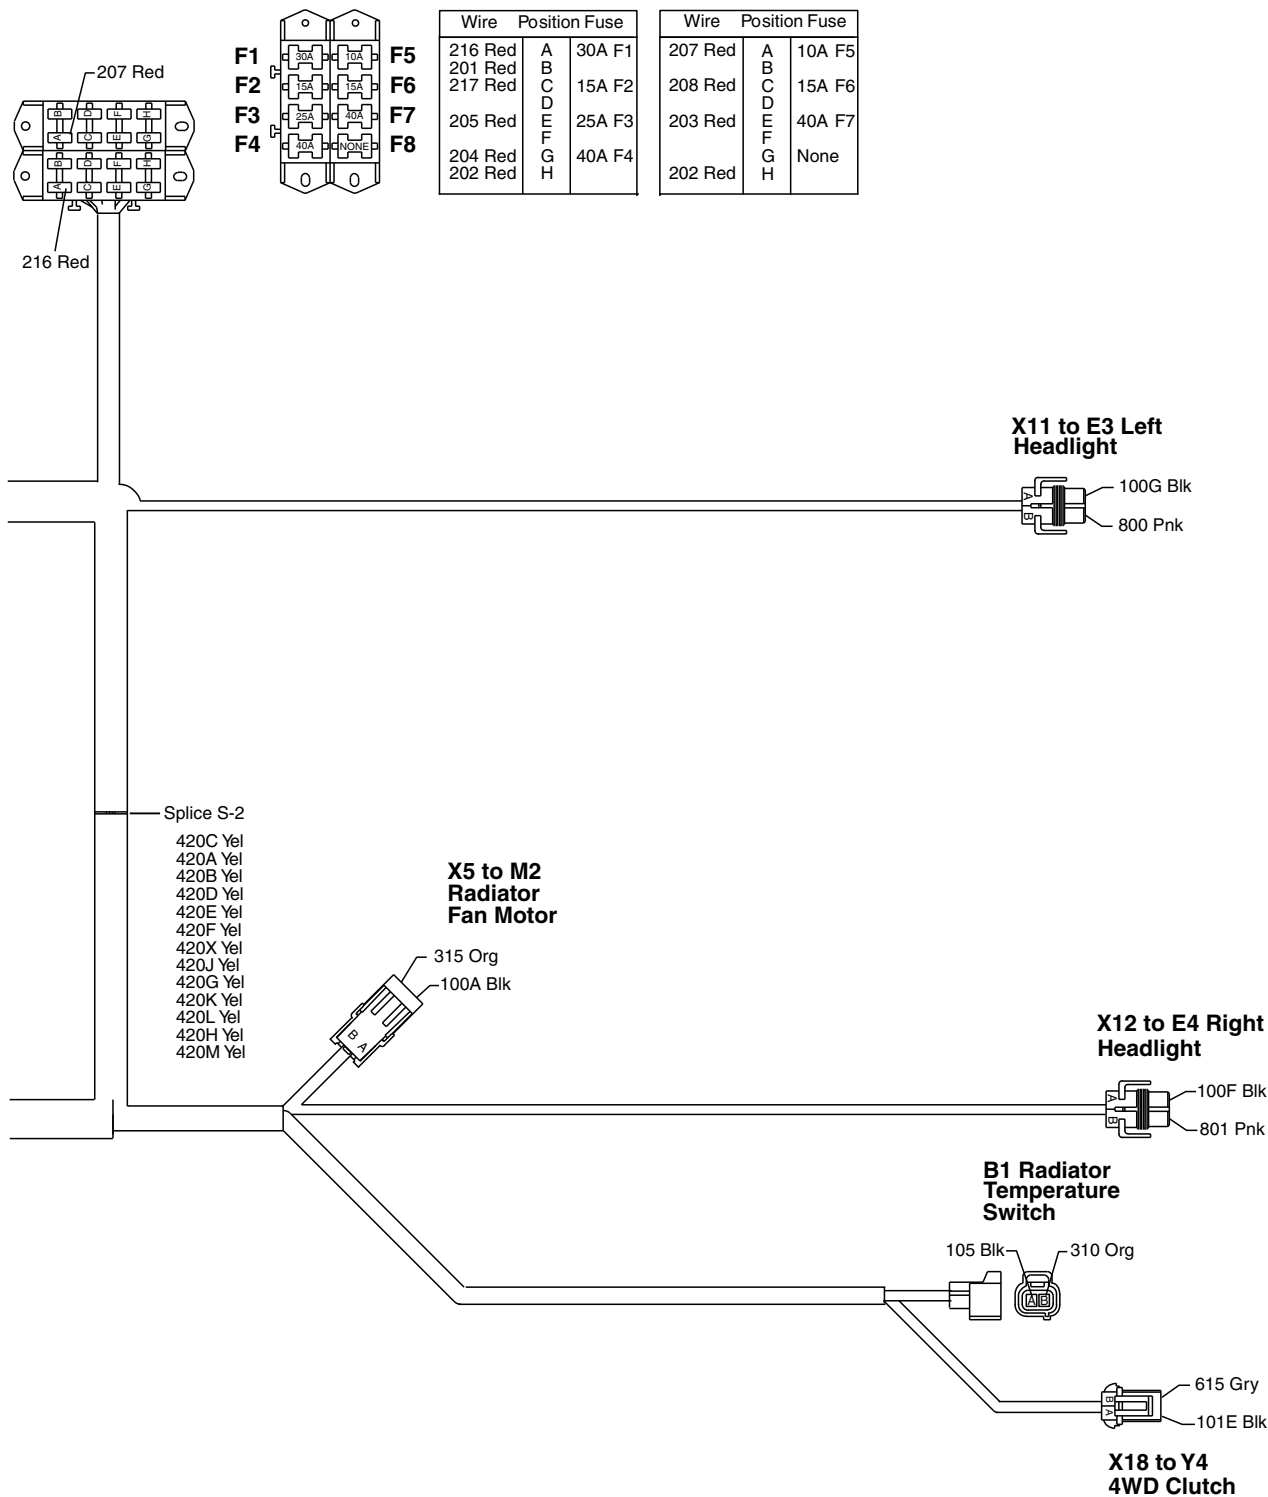 207 Red
B D F H
A C E G
B D F H
A C E G
216 Red
F1 30A 10A F5
F2 15A 15A F6
F3 25A 40A F7
F4 40A NONE F8
Wire Position Fuse
216 Red A 30A F1
201 Red B
217 Red C 15A F2
D
205 Red E 25A F3
F
204 Red G 40A F4
202 Red H
Wire Position Fuse
207 Red A 10A F5
B
208 Red C 15A F6
D
203 Red E 40A F7
F
G None
202 Red H
X11 to E3 Left
Headlight
A
B
100G Blk
800 Pnk
Splice S-2
420C Yel
420A Yel
420B Yel
420D Yel
420E Yel
420F Yel
420X Yel
420J Yel
420G Yel
420K Yel
420L Yel
420H Yel
420M Yel
X5 to M2
Radiator
Fan Motor
315 Org
100A Blk
B A
X12 to E4 Right
Headlight
A
B
100F Blk
801 Pnk
B1 Radiator
Temperature
Switch
105 Blk
310 Org
A B
B
A
615 Gry
101E Blk
X18 to Y4
4WD Clutch